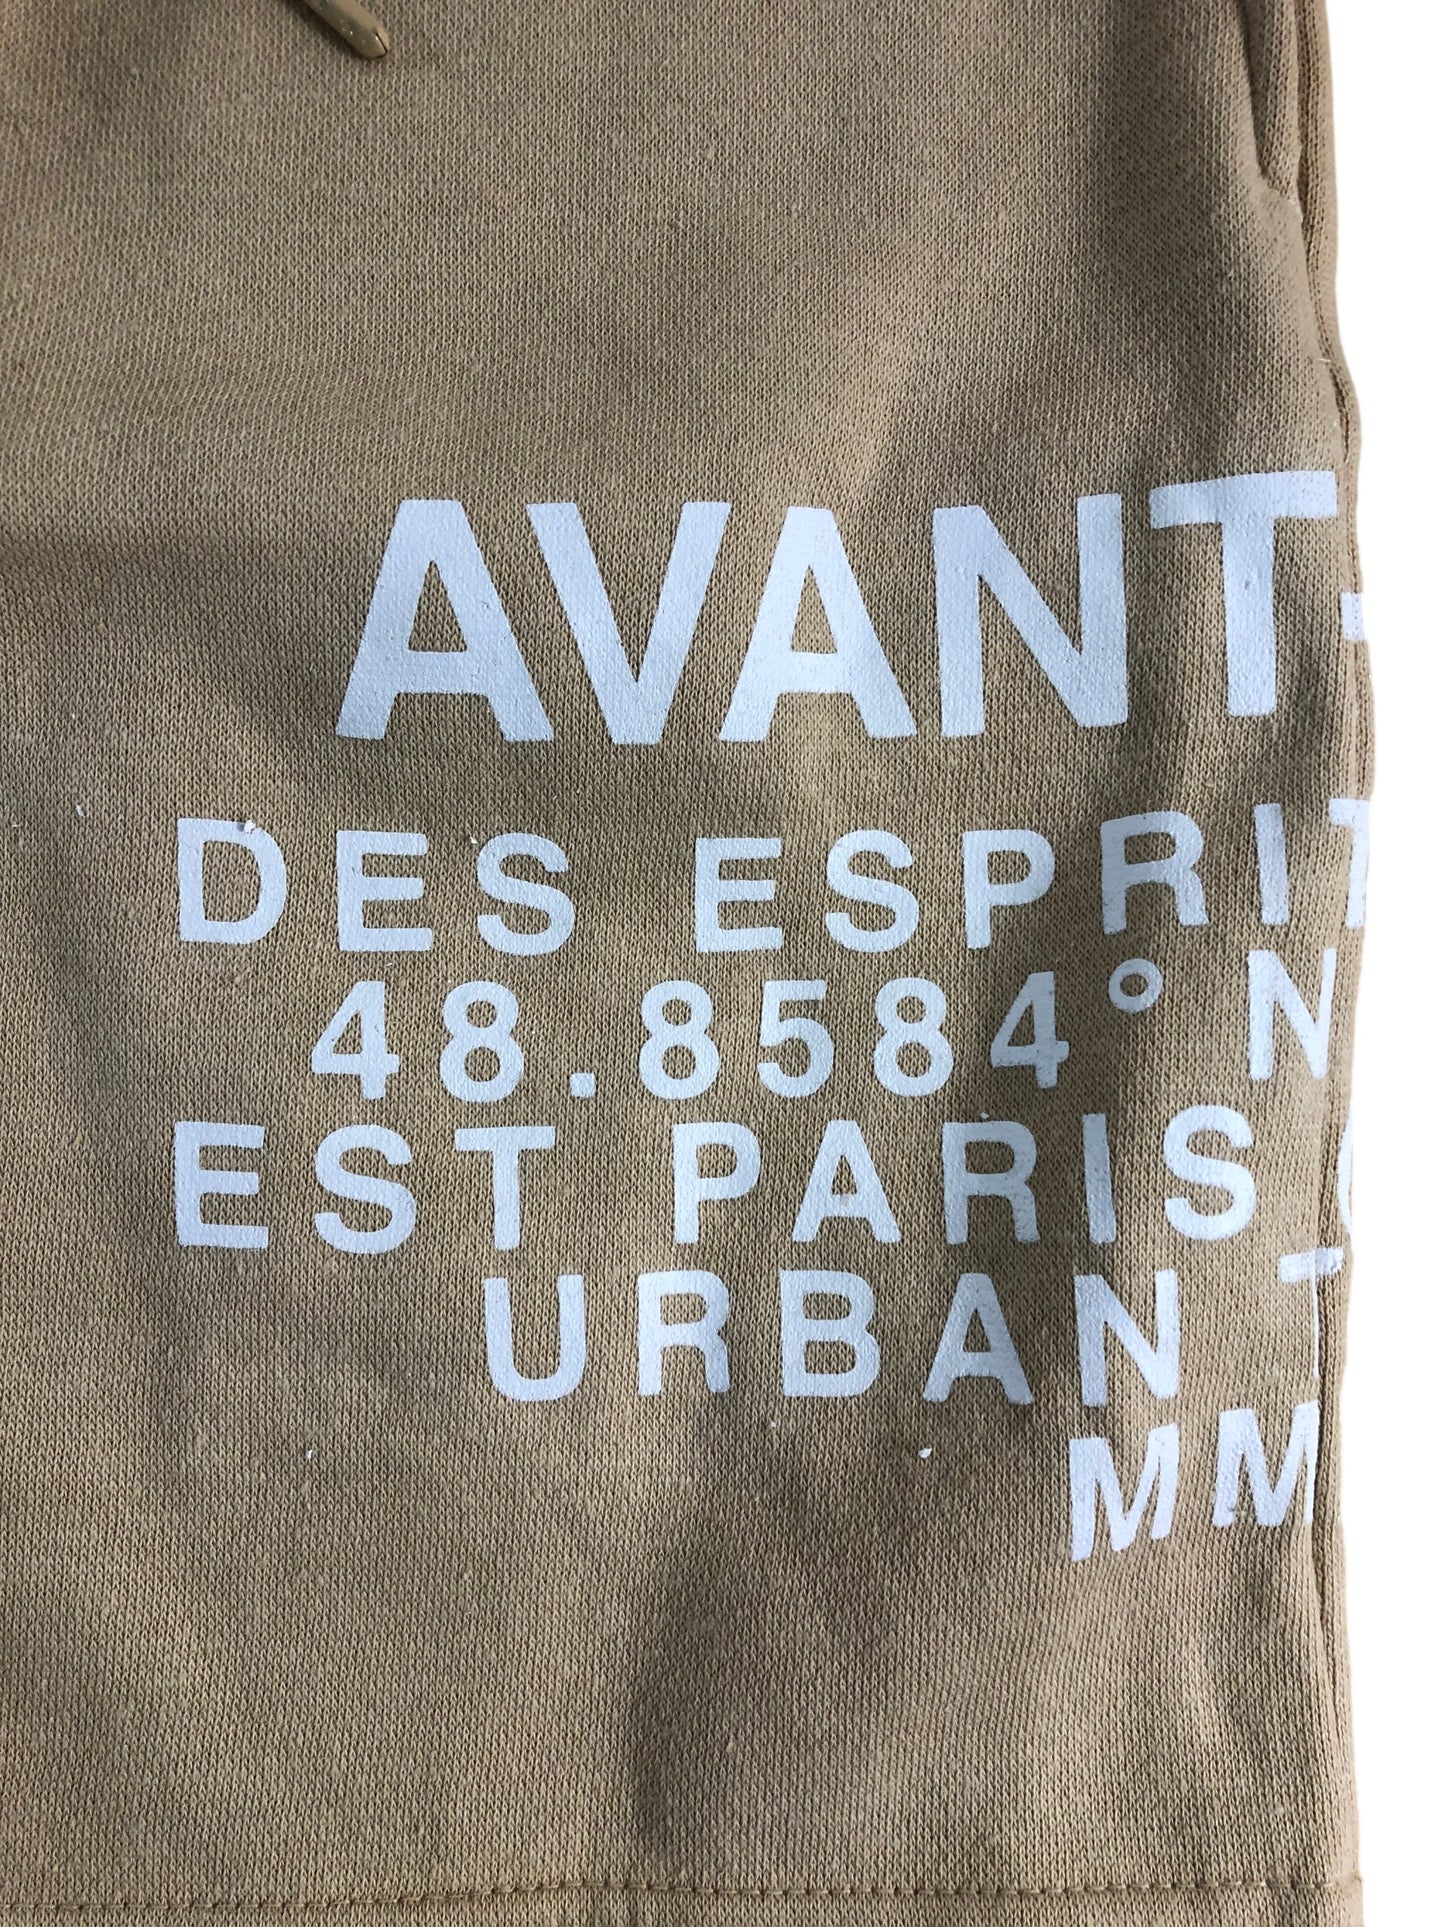 AVANT-
DES ESPRIT
48.8584° N
EST PARIS
URBAN T
MM